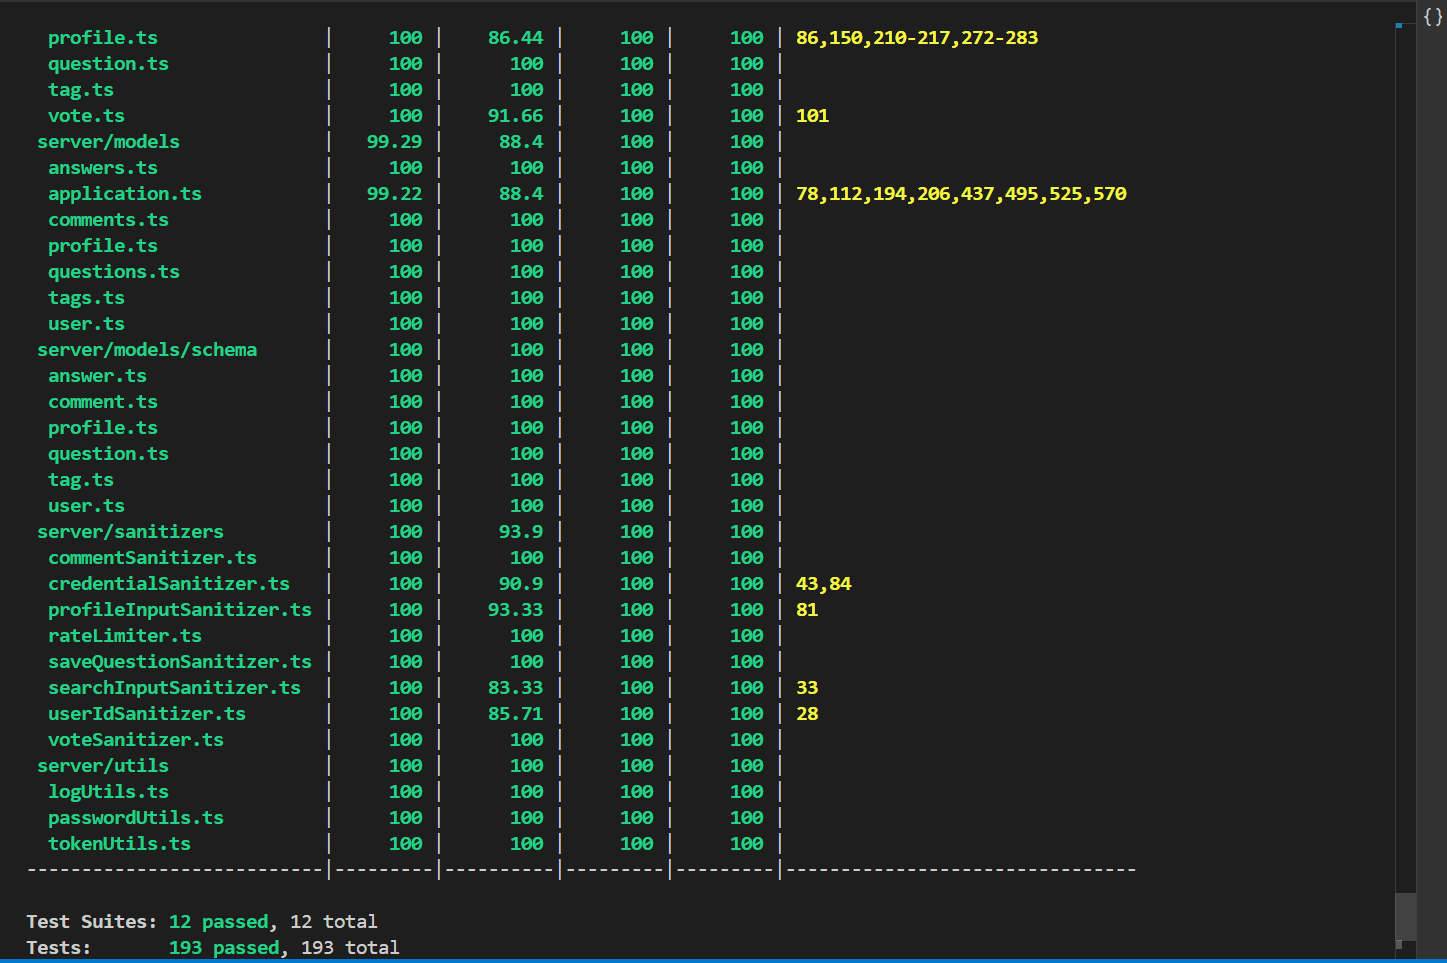 {}
profile.ts | 100 | 86.44 | 100 | 100 | 86,150,210-217,272-283
question.ts | 100 | 100 | 100 | 100 |
tag.ts | 100 | 100 | 100 | 100 |
vote.ts | 100 | 91.66 | 100 | 100 | 101
server/models | 99.29 | 88.4 | 100 | 100 |
answers.ts | 100 | 100 | 100 | 100 |
application.ts | 99.22 | 88.4 | 100 | 100 | 78,112,194,206,437,495,525,570
comments.ts | 100 | 100 | 100 | 100 |
profile.ts | 100 | 100 | 100 | 100 |
questions.ts | 100 | 100 | 100 | 100 |
tags.ts | 100 | 100 | 100 | 100 |
user.ts | 100 | 100 | 100 | 100 |
server/models/schema | 100 | 100 | 100 | 100 |
answer.ts | 100 | 100 | 100 | 100 |
comment.ts | 100 | 100 | 100 | 100 |
profile.ts | 100 | 100 | 100 | 100 |
question.ts | 100 | 100 | 100 | 100 |
tag.ts | 100 | 100 | 100 | 100 |
user.ts | 100 | 100 | 100 | 100 |
server/sanitizers | 100 | 93.9 | 100 | 100 |
commentSanitizer.ts | 100 | 100 | 100 | 100 |
credentialSanitizer.ts | 100 | 90.9 | 100 | 100 | 43,84
profileInputSanitizer.ts | 100 | 93.33 | 100 | 100 | 81
rateLimiter.ts | 100 | 100 | 100 | 100 |
saveQuestionSanitizer.ts | 100 | 100 | 100 | 100 |
searchInputSanitizer.ts | 100 | 83.33 | 100 | 100 | 33
userIdSanitizer.ts | 100 | 85.71 | 100 | 100 | 28
voteSanitizer.ts | 100 | 100 | 100 | 100 |
server/utils | 100 | 100 | 100 | 100 |
logUtils.ts | 100 | 100 | 100 | 100 |
passwordUtils.ts | 100 | 100 | 100 | 100 |
tokenUtils.ts | 100 | 100 | 100 | 100 |
---------------------------|---------|----------|---------|---------|--------------------------------
Test Suites: 12 passed, 12 total
Tests: 193 passed, 193 total